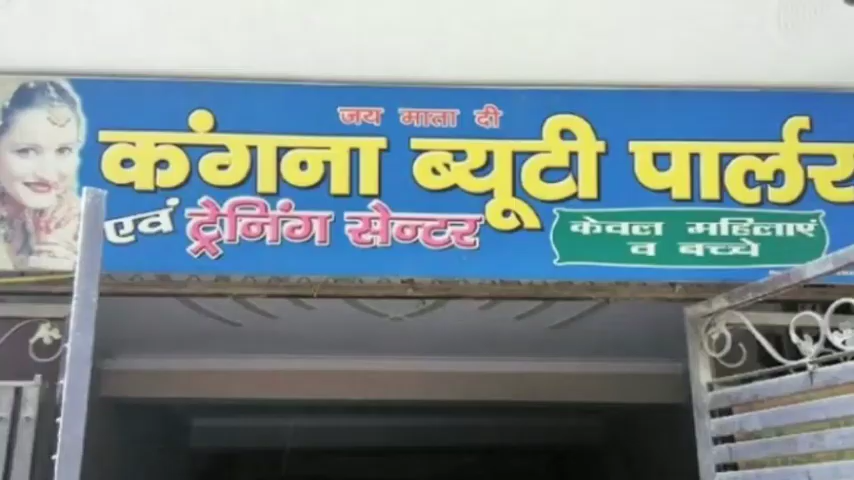 जय माता दी
कंगना ब्यूटी पार्लर
एवं ट्रेनिंग सेन्टर
केवल महिलाएं
व बच्चे